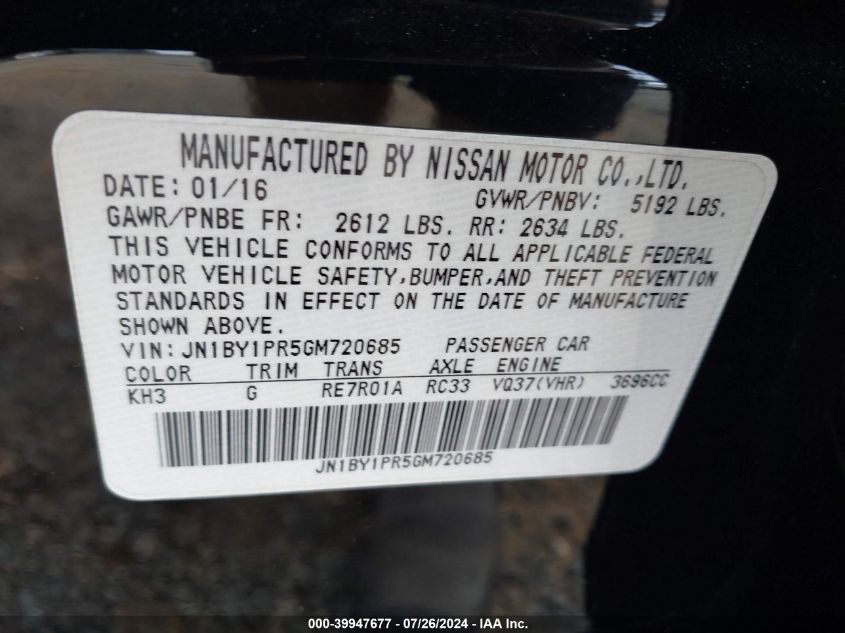 MANUFACTURED BY NISSAN MOTOR CO.,LTD.
DATE: 01/16 GVWR/PNBV: 5192 LBS.
GAWR/PNBE FR: 2612 LBS. RR: 2634 LBS.
THIS VEHICLE CONFORMS TO ALL APPLICABLE FEDERAL
MOTOR VEHICLE SAFETY,BUMPER,AND THEFT PREVENTION
STANDARDS IN EFFECT ON THE DATE OF MANUFACTURE
SHOWN ABOVE.
VIN: JN1BY1PR5GM720685 PASSENGER CAR
COLOR TRIM TRANS AXLE ENGINE
KH3 G RE7R01A RC33 VQ37(VHR) 3696CC
JN1BY1PR5GM720685
000-39947677 - 07/26/2024 - IAA Inc.